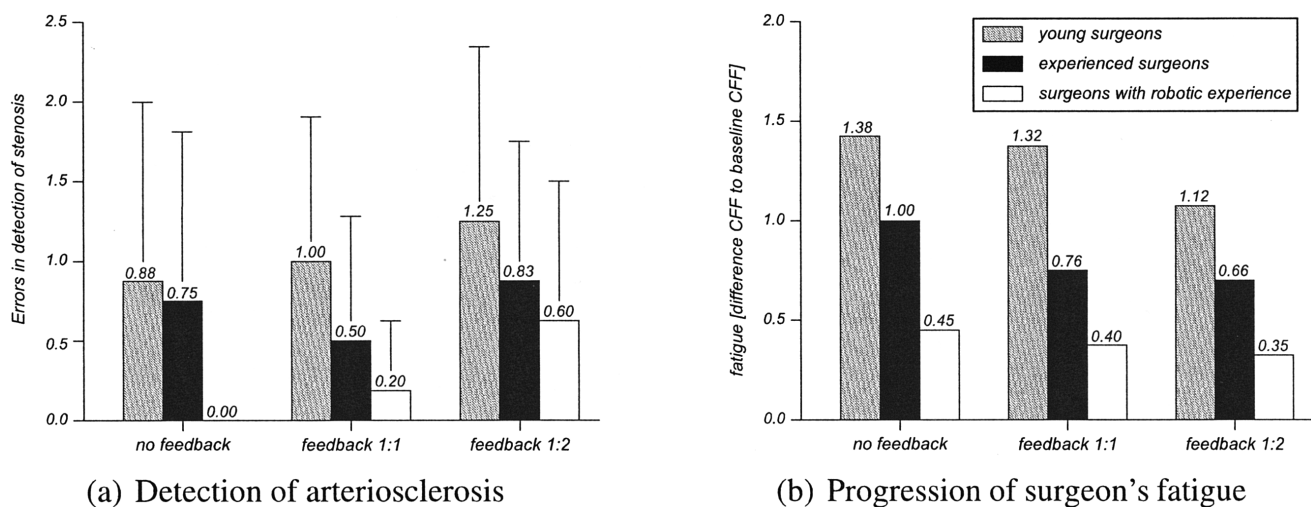 Errors in detection of stenosis
2.5
2.0
1.5
1.0
0.5
0.0
0.88
0.75
0.00
1.00
0.50
0.20
1.25
0.83
0.60
no feedback
feedback 1:1
feedback 1:2
(a) Detection of arteriosclerosis
fatigue [difference CFF to baseline CFF]
2.0
1.5
1.0
0.5
0.0
young surgeons
experienced surgeons
surgeons with robotic experience
1.38
1.00
0.45
1.32
0.76
0.40
1.12
0.66
0.35
no feedback
feedback 1:1
feedback 1:2
(b) Progression of surgeon's fatigue